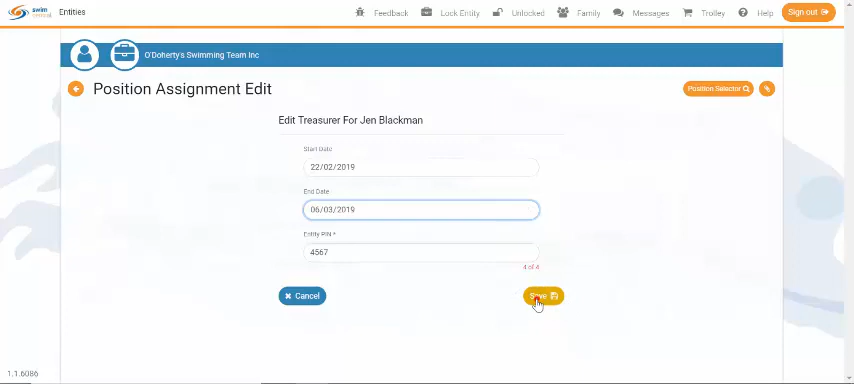 swim central Entities Feedback Lock Entity Unlocked Family Messages Trolley Help Sign out
O'Doherty's Swimming Team Inc
Position Assignment Edit Position Selector
Edit Treasurer For Jen Blackman
Start Date
22/02/2019
End Date
06/03/2019
Entity PIN *
4567
4 of 4
Cancel Save
1.1.6086